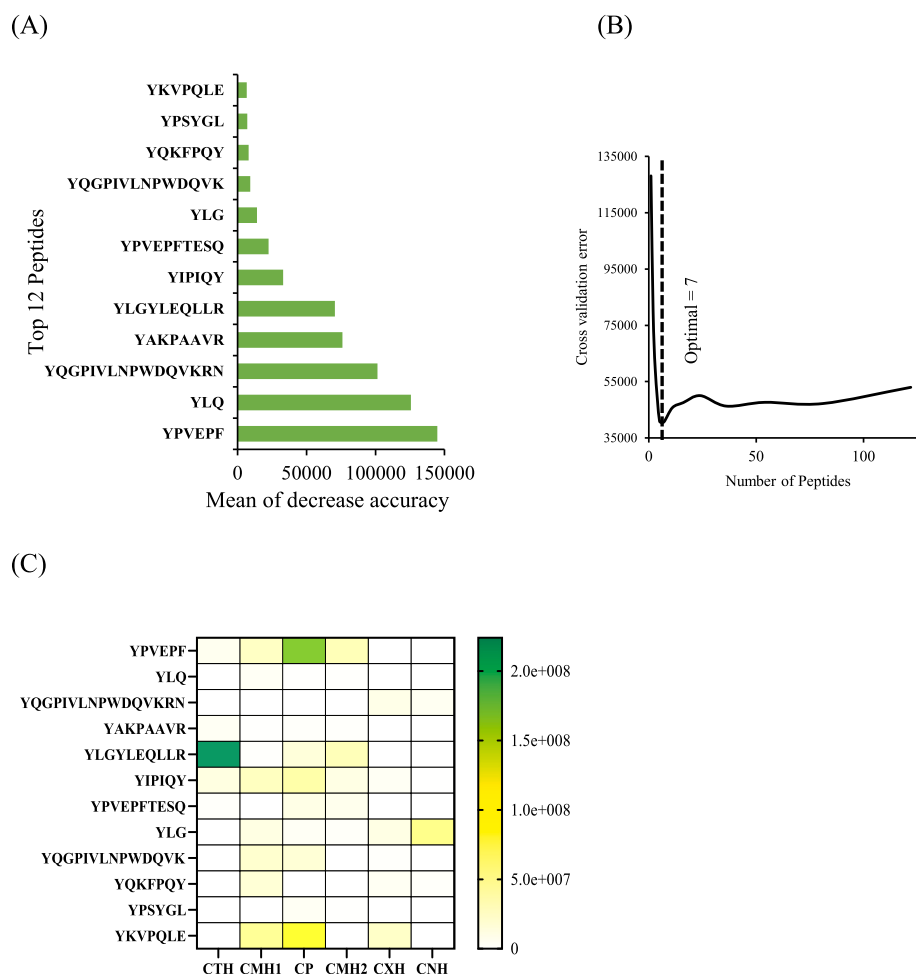 (A)
(B)
Top 12 Peptides
YKVPQLE
YPSYGL
YQKFPQY
YQGPIVLNPWDQVK
YLG
YPVEPFTESQ
YIPIQY
YLGYLEQLLR
YAKPAAVR
YQGPIVLNPWDQVKRN
YLQ
YPVEPF
0 50000 100000 150000
Mean of decrease accuracy
Cross validation error
135000
115000
95000
75000
55000
35000
Optimal = 7
0 50 100
Number of Peptides
(C)
YPVEPF
YLQ
YQGPIVLNPWDQVKRN
YAKPAAVR
YLGYLEQLLR
YIPIQY
YPVEPFTESQ
YLG
YQGPIVLNPWDQVK
YQKFPQY
YPSYGL
YKVPQLE
CTH CMH1 CP CMH2 CXH CNH
2.0e+008
1.5e+008
1.0e+008
5.0e+007
0